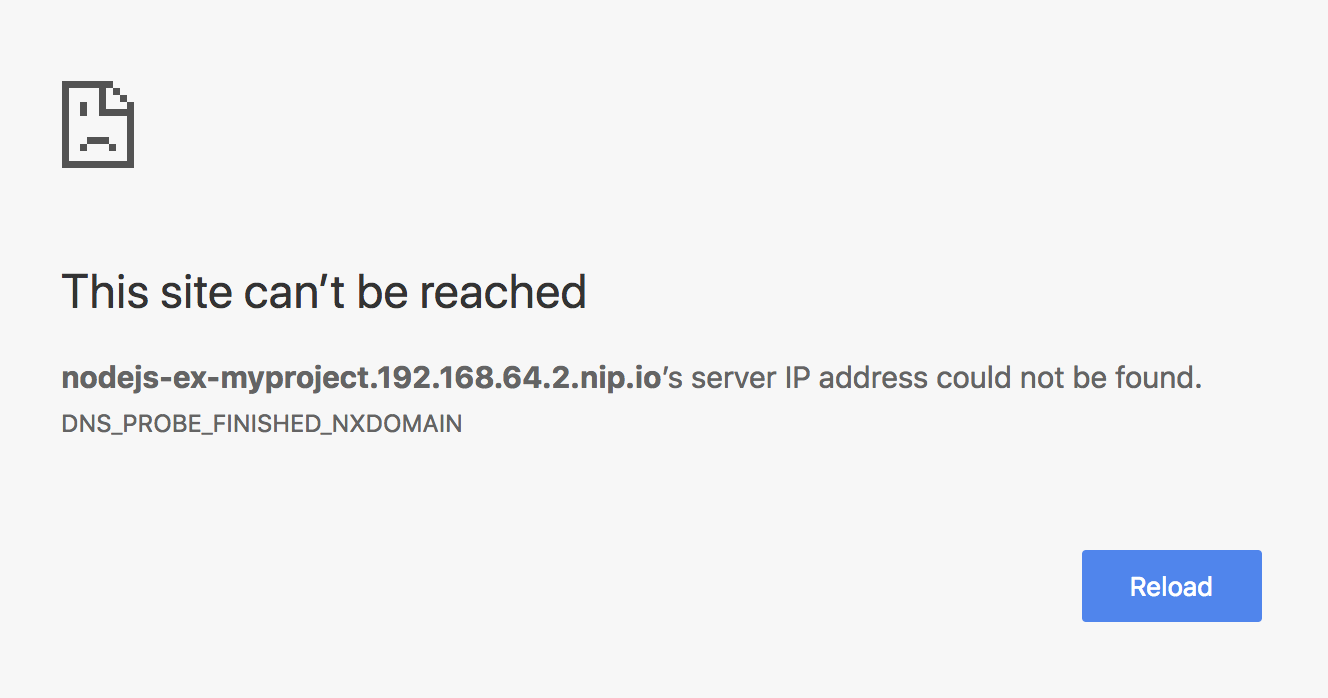 This site can’t be reached
nodejs-ex-myproject.192.168.64.2.nip.io’s server IP address could not be found.
DNS_PROBE_FINISHED_NXDOMAIN
Reload